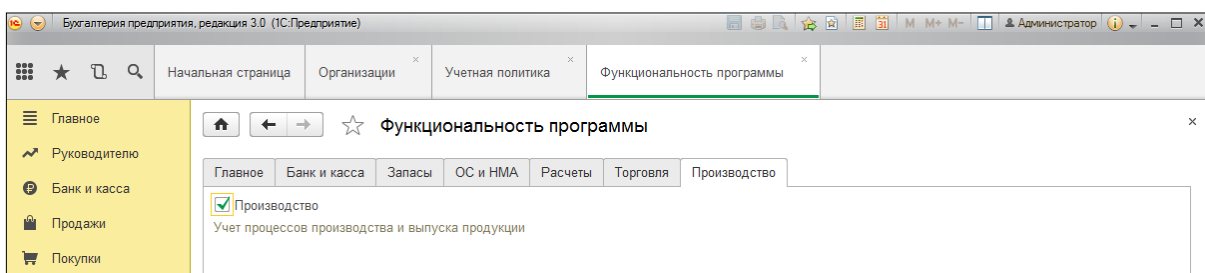 1С Бухгалтерия предприятия, редакция 3.0 (1С:Предприятие) 31 M M+ M- Администратор
Начальная страница Организации Учетная политика Функциональность программы
Главное Функциональность программы
Руководителю
Главное Банк и касса Запасы ОС и НМА Расчеты Торговля Производство
Банк и касса
Производство
Продажи
Учет процессов производства и выпуска продукции
Покупки